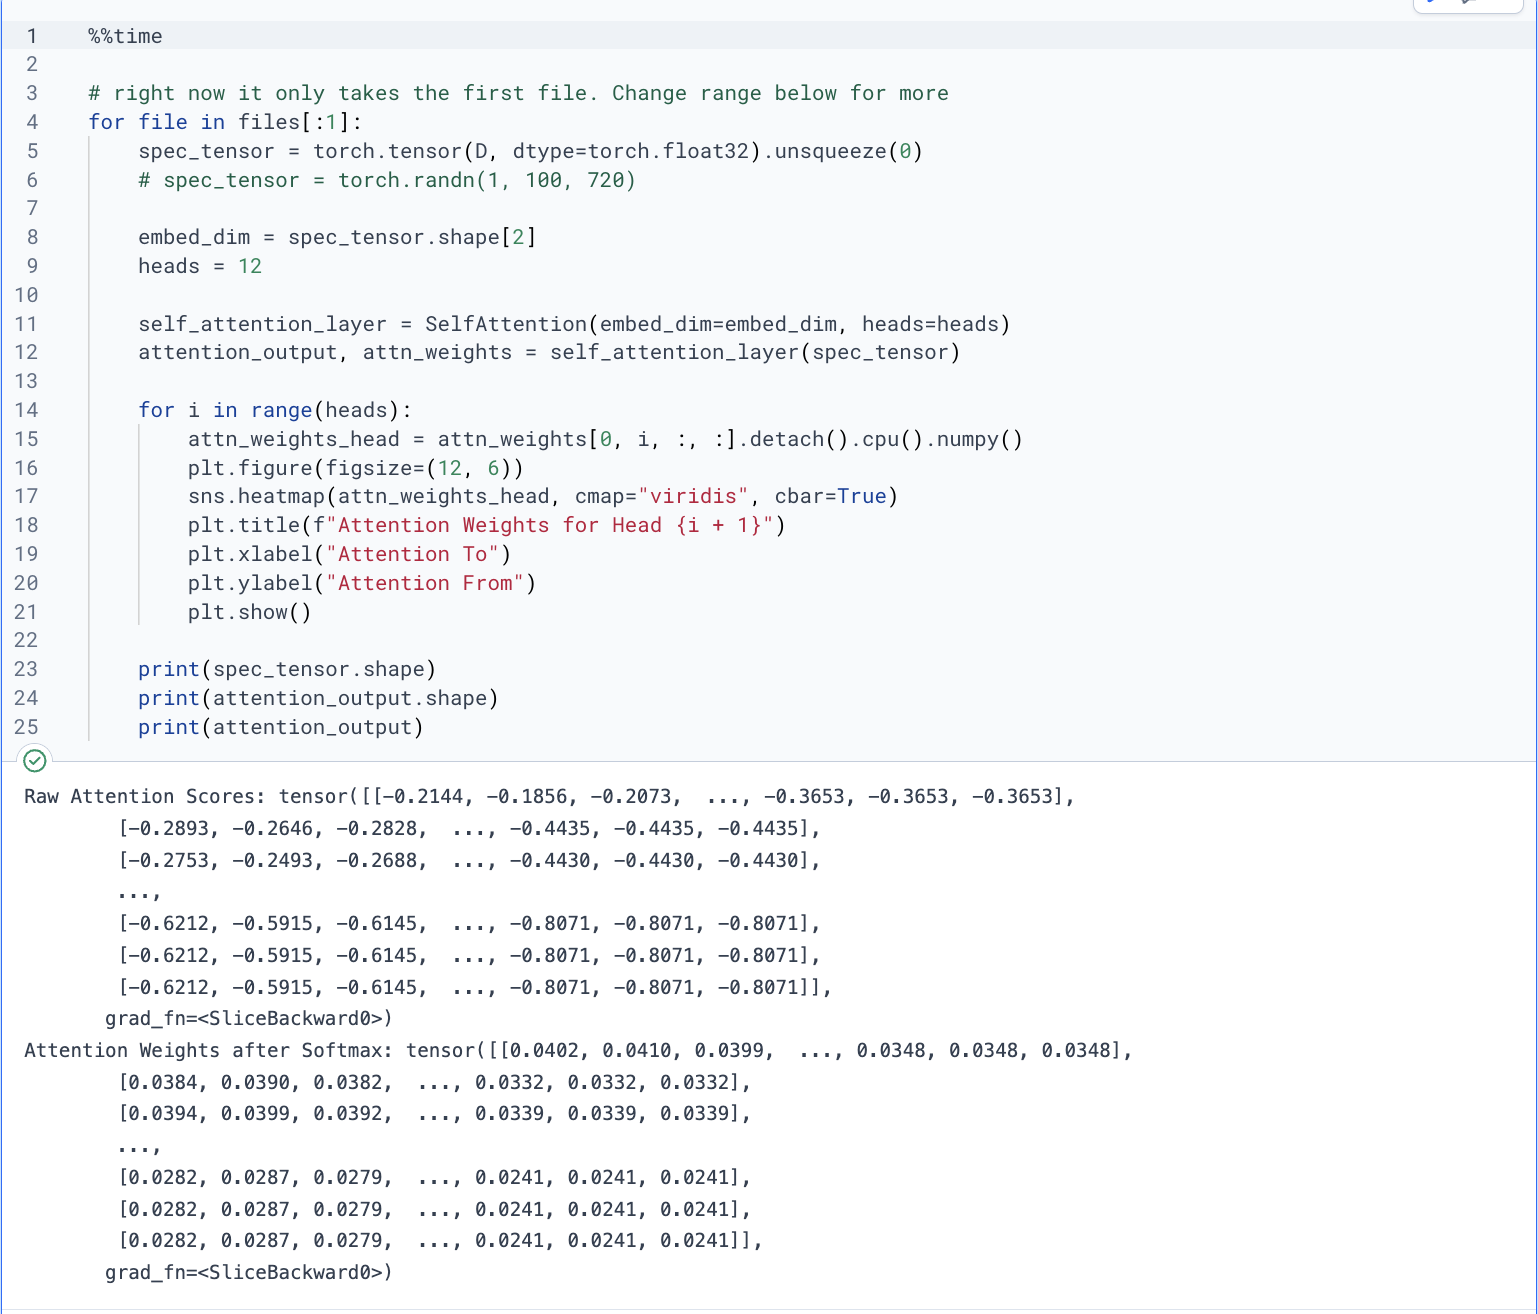 1 %%time
2
3 # right now it only takes the first file. Change range below for more
4 for file in files[:1]:
5 spec_tensor = torch.tensor(D, dtype=torch.float32).unsqueeze(0)
6 # spec_tensor = torch.randn(1, 100, 720)
7
8 embed_dim = spec_tensor.shape[2]
9 heads = 12
10
11 self_attention_layer = SelfAttention(embed_dim=embed_dim, heads=heads)
12 attention_output, attn_weights = self_attention_layer(spec_tensor)
13
14 for i in range(heads):
15 attn_weights_head = attn_weights[0, i, :, :].detach().cpu().numpy()
16 plt.figure(figsize=(12, 6))
17 sns.heatmap(attn_weights_head, cmap="viridis", cbar=True)
18 plt.title(f"Attention Weights for Head {i + 1}")
19 plt.xlabel("Attention To")
20 plt.ylabel("Attention From")
21 plt.show()
22
23 print(spec_tensor.shape)
24 print(attention_output.shape)
25 print(attention_output)
Raw Attention Scores: tensor([[-0.2144, -0.1856, -0.2073, ..., -0.3653, -0.3653, -0.3653],
[-0.2893, -0.2646, -0.2828, ..., -0.4435, -0.4435, -0.4435],
[-0.2753, -0.2493, -0.2688, ..., -0.4430, -0.4430, -0.4430],
...,
[-0.6212, -0.5915, -0.6145, ..., -0.8071, -0.8071, -0.8071],
[-0.6212, -0.5915, -0.6145, ..., -0.8071, -0.8071, -0.8071],
[-0.6212, -0.5915, -0.6145, ..., -0.8071, -0.8071, -0.8071]],
grad_fn=<SliceBackward0>)
Attention Weights after Softmax: tensor([[0.0402, 0.0410, 0.0399, ..., 0.0348, 0.0348, 0.0348],
[0.0384, 0.0390, 0.0382, ..., 0.0332, 0.0332, 0.0332],
[0.0394, 0.0399, 0.0392, ..., 0.0339, 0.0339, 0.0339],
...,
[0.0282, 0.0287, 0.0279, ..., 0.0241, 0.0241, 0.0241],
[0.0282, 0.0287, 0.0279, ..., 0.0241, 0.0241, 0.0241],
[0.0282, 0.0287, 0.0279, ..., 0.0241, 0.0241, 0.0241]],
grad_fn=<SliceBackward0>)